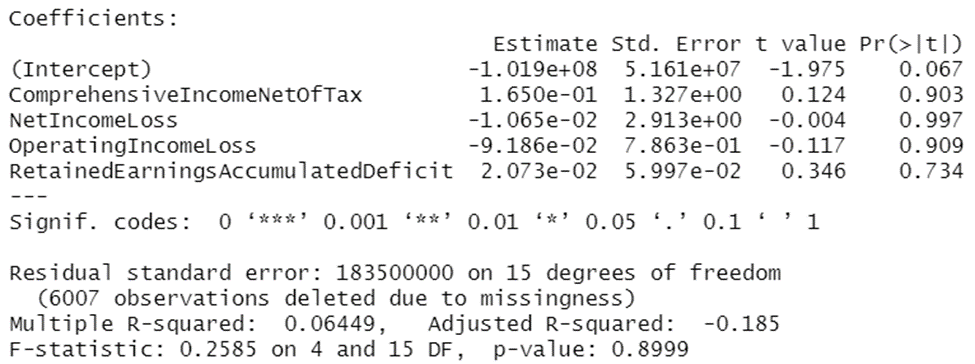 Coefficients:
Estimate Std. Error t value Pr(>|t|)
(Intercept) -1.019e+08 5.161e+07 -1.975 0.067
ComprehensiveIncomeNetOfTax 1.650e-01 1.327e+00 0.124 0.903
NetIncomeLoss -1.065e-02 2.913e+00 -0.004 0.997
OperatingIncomeLoss -9.186e-02 7.863e-01 -0.117 0.909
RetainedEarningsAccumulatedDeficit 2.073e-02 5.997e-02 0.346 0.734
---
Signif. codes: 0 ‘***’ 0.001 ‘**’ 0.01 ‘*’ 0.05 ‘.’ 0.1 ‘ ’ 1
Residual standard error: 183500000 on 15 degrees of freedom
(6007 observations deleted due to missingness)
Multiple R-squared: 0.06449, Adjusted R-squared: -0.185
F-statistic: 0.2585 on 4 and 15 DF, p-value: 0.8999